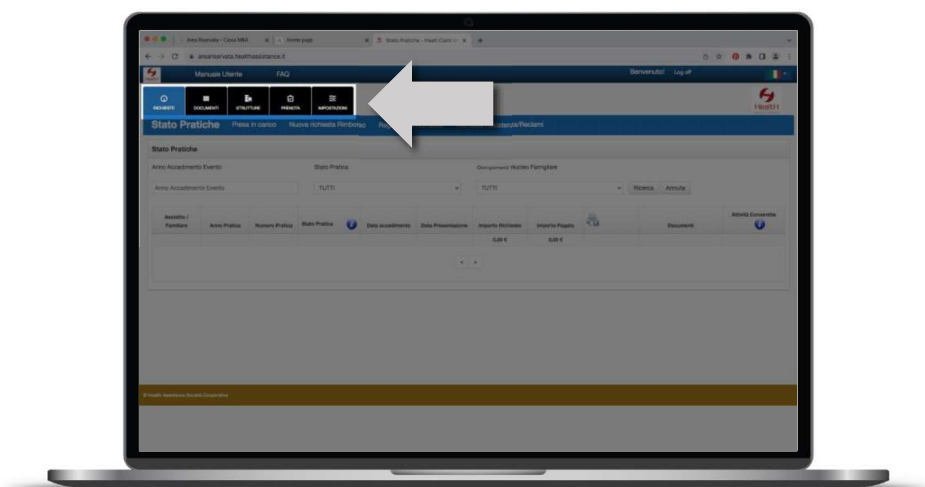 Area Riservata - Cassa MBA
Home page
areariservata.healthassistance.it
Manuale Utente FAQ Benvenuto! Log off
RICHIESTE DOCUMENTI STRUTTURE PRENOTA IMPOSTAZIONI
HEALTH
Stato Pratiche Presa in carico Nuova richiesta Rimborso
Stato Pratiche
Anno Accadimento Evento Stato Pratica Componenti Nucleo Famigliare
Anno Accadimento Evento TUTTI TUTTI Ricerca Annulla
Assistito / Familiare Anno Pratica Numero Pratica Stato Pratica Data accadimento Data Presentazione Importo Richiesto Importo Pagato Documenti Attività Consentite
0,00 € 0,00 €
© Health Assistance Società Cooperativa